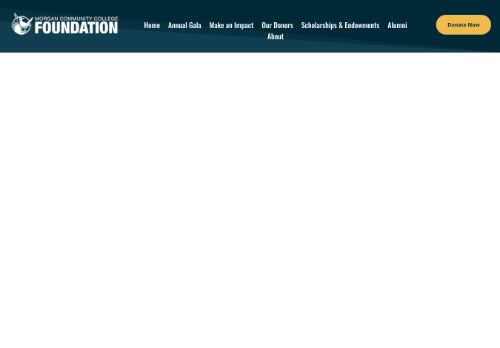 MORGAN COMMUNITY COLLEGE
FOUNDATION
Home Annual Gala Make an Impact Our Donors Scholarships & Endowments Alumni
About
Donate Now